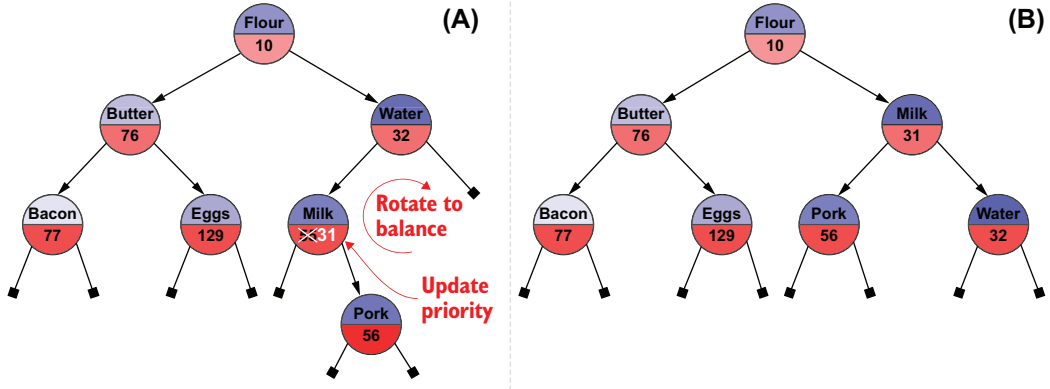 (A)
Flour
10
Butter
76
Water
32
Bacon
77
Eggs
129
Milk
31
Rotate to
balance
Update
priority
Pork
56
(B)
Flour
10
Butter
76
Milk
31
Bacon
77
Eggs
129
Pork
56
Water
32